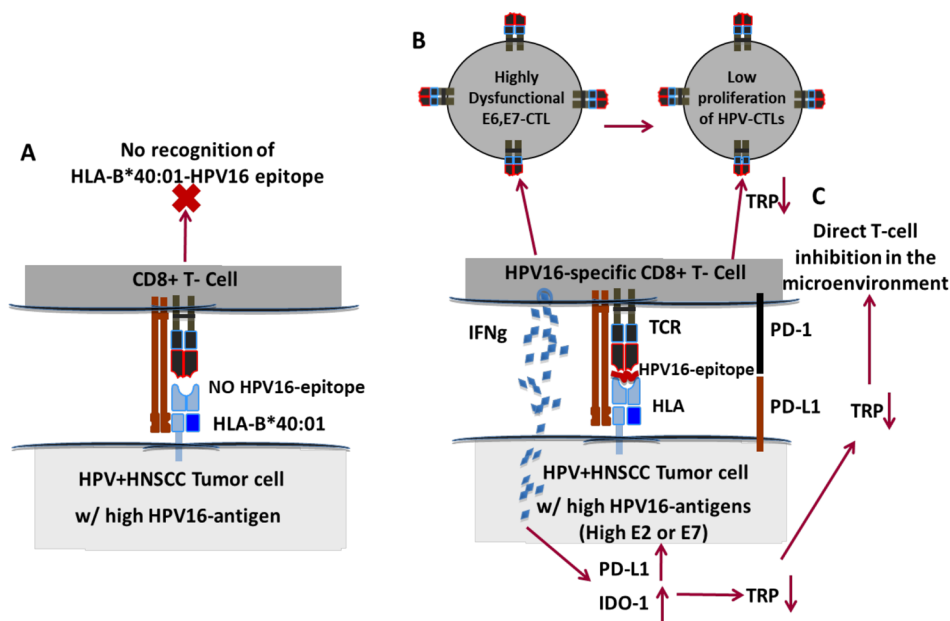 A
No recognition of
HLA-B*40:01-HPV16 epitope
CD8+ T- Cell
NO HPV16-epitope
HLA-B*40:01
HPV+HNSCC Tumor cell
w/ high HPV16-antigen
B
Highly
Dysfunctional
E6,E7-CTL
Low
proliferation
of HPV-CTLs
TRP
C
Direct T-cell
inhibition in the
microenvironment
HPV16-specific CD8+ T- Cell
IFNg
TCR
HPV16-epitope
HLA
PD-1
PD-L1
TRP
HPV+HNSCC Tumor cell
w/ high HPV16-antigens
(High E2 or E7)
PD-L1
IDO-1
TRP